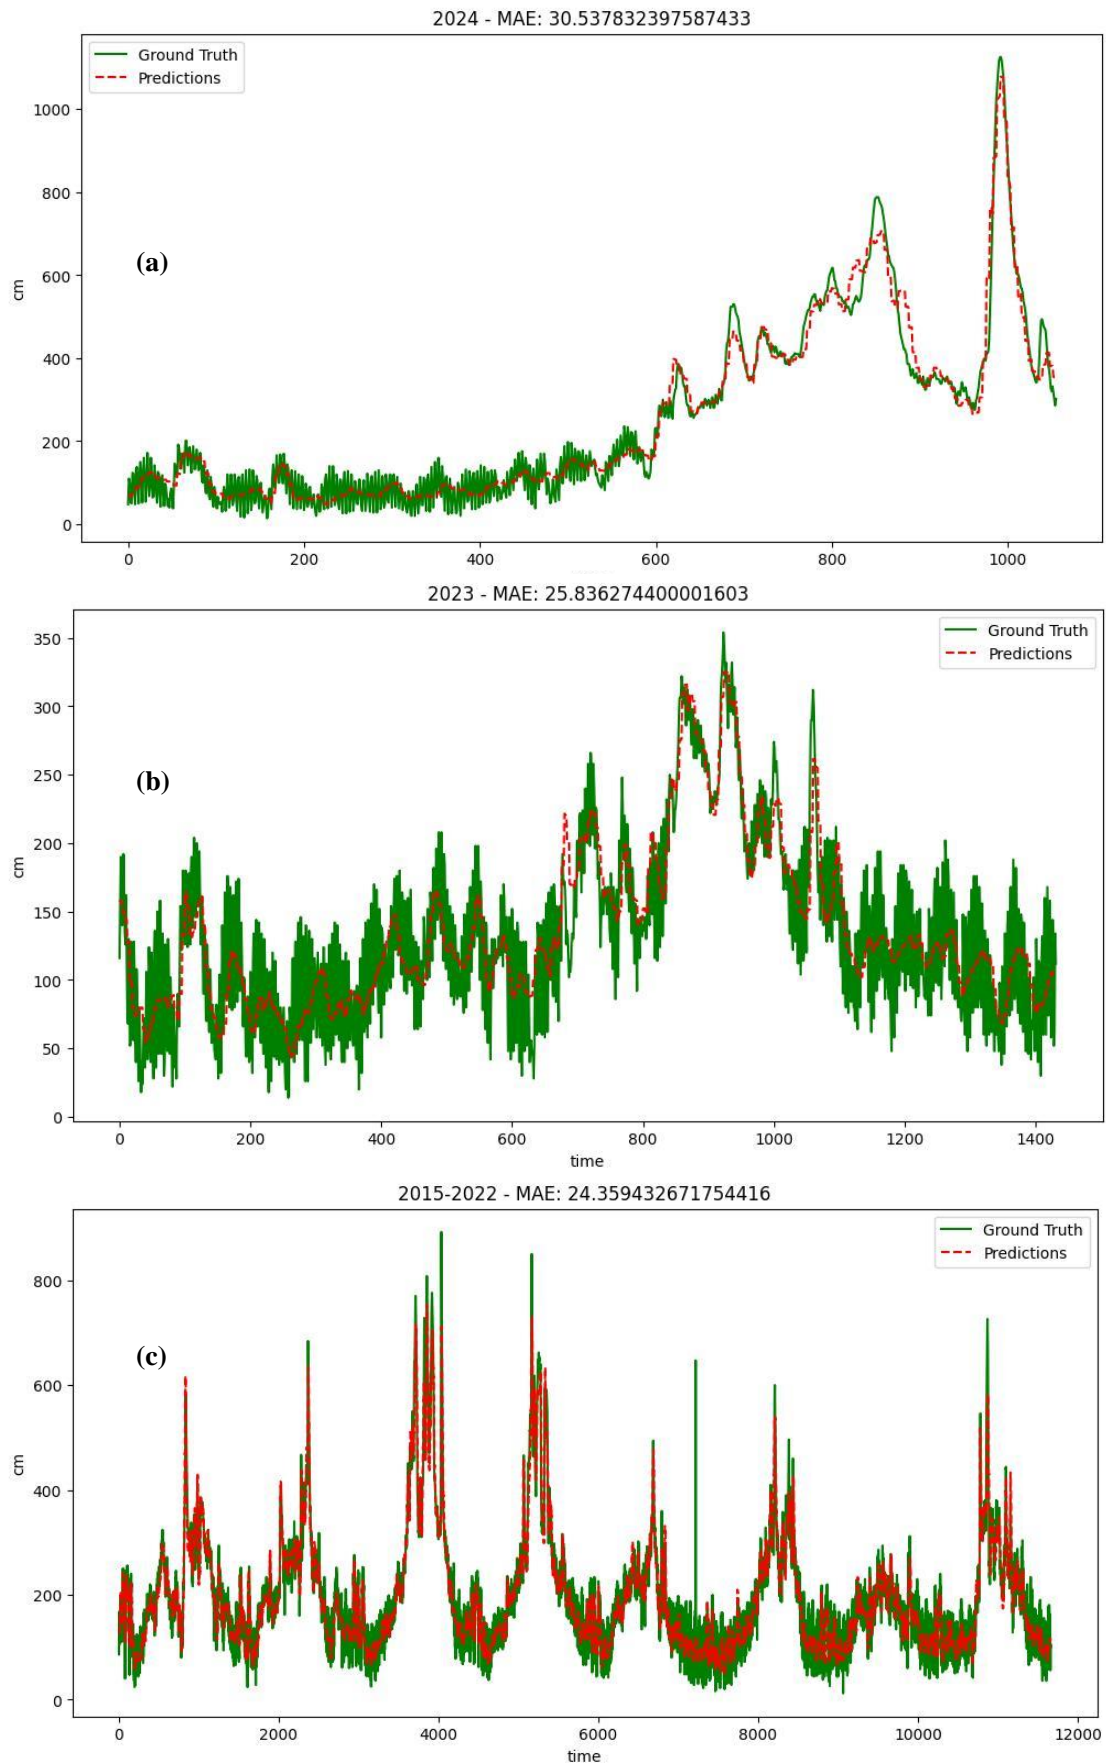 2024 - MAE: 30.537832397587433
Ground Truth
Predictions
1000
800
(a)
600
cm
400
200
0
0 200 400 600 800 1000
2023 - MAE: 25.836274400001603
350
Ground Truth
Predictions
300
250
(b)
200
cm
150
100
50
0
0 200 400 600 800 1000 1200 1400
time
2015-2022 - MAE: 24.359432671754416
Ground Truth
Predictions
800
(c)
600
cm
400
200
0
0 2000 4000 6000 8000 10000 12000
time